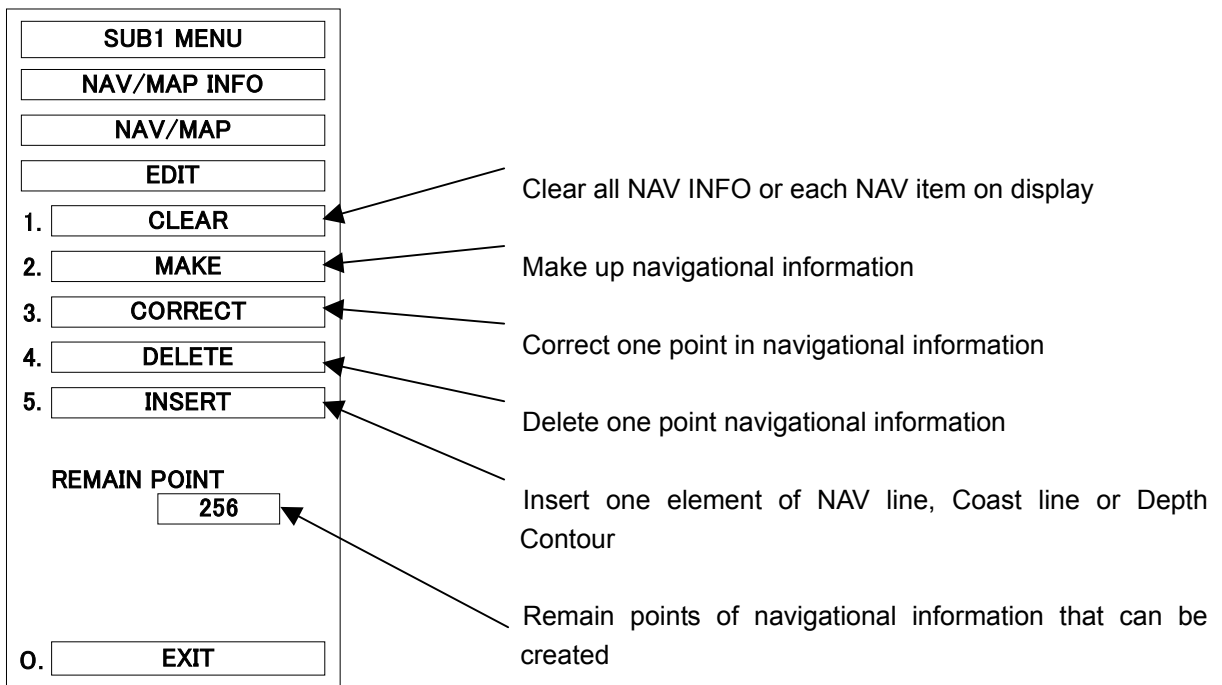 SUB1 MENU
NAV/MAP INFO
NAV/MAP
EDIT
1. CLEAR
2. MAKE
3. CORRECT
4. DELETE
5. INSERT
REMAIN POINT
256
0. EXIT
Clear all NAV INFO or each NAV item on display
Make up navigational information
Correct one point in navigational information
Delete one point navigational information
Insert one element of NAV line, Coast line or Depth
Contour
Remain points of navigational information that can be
created